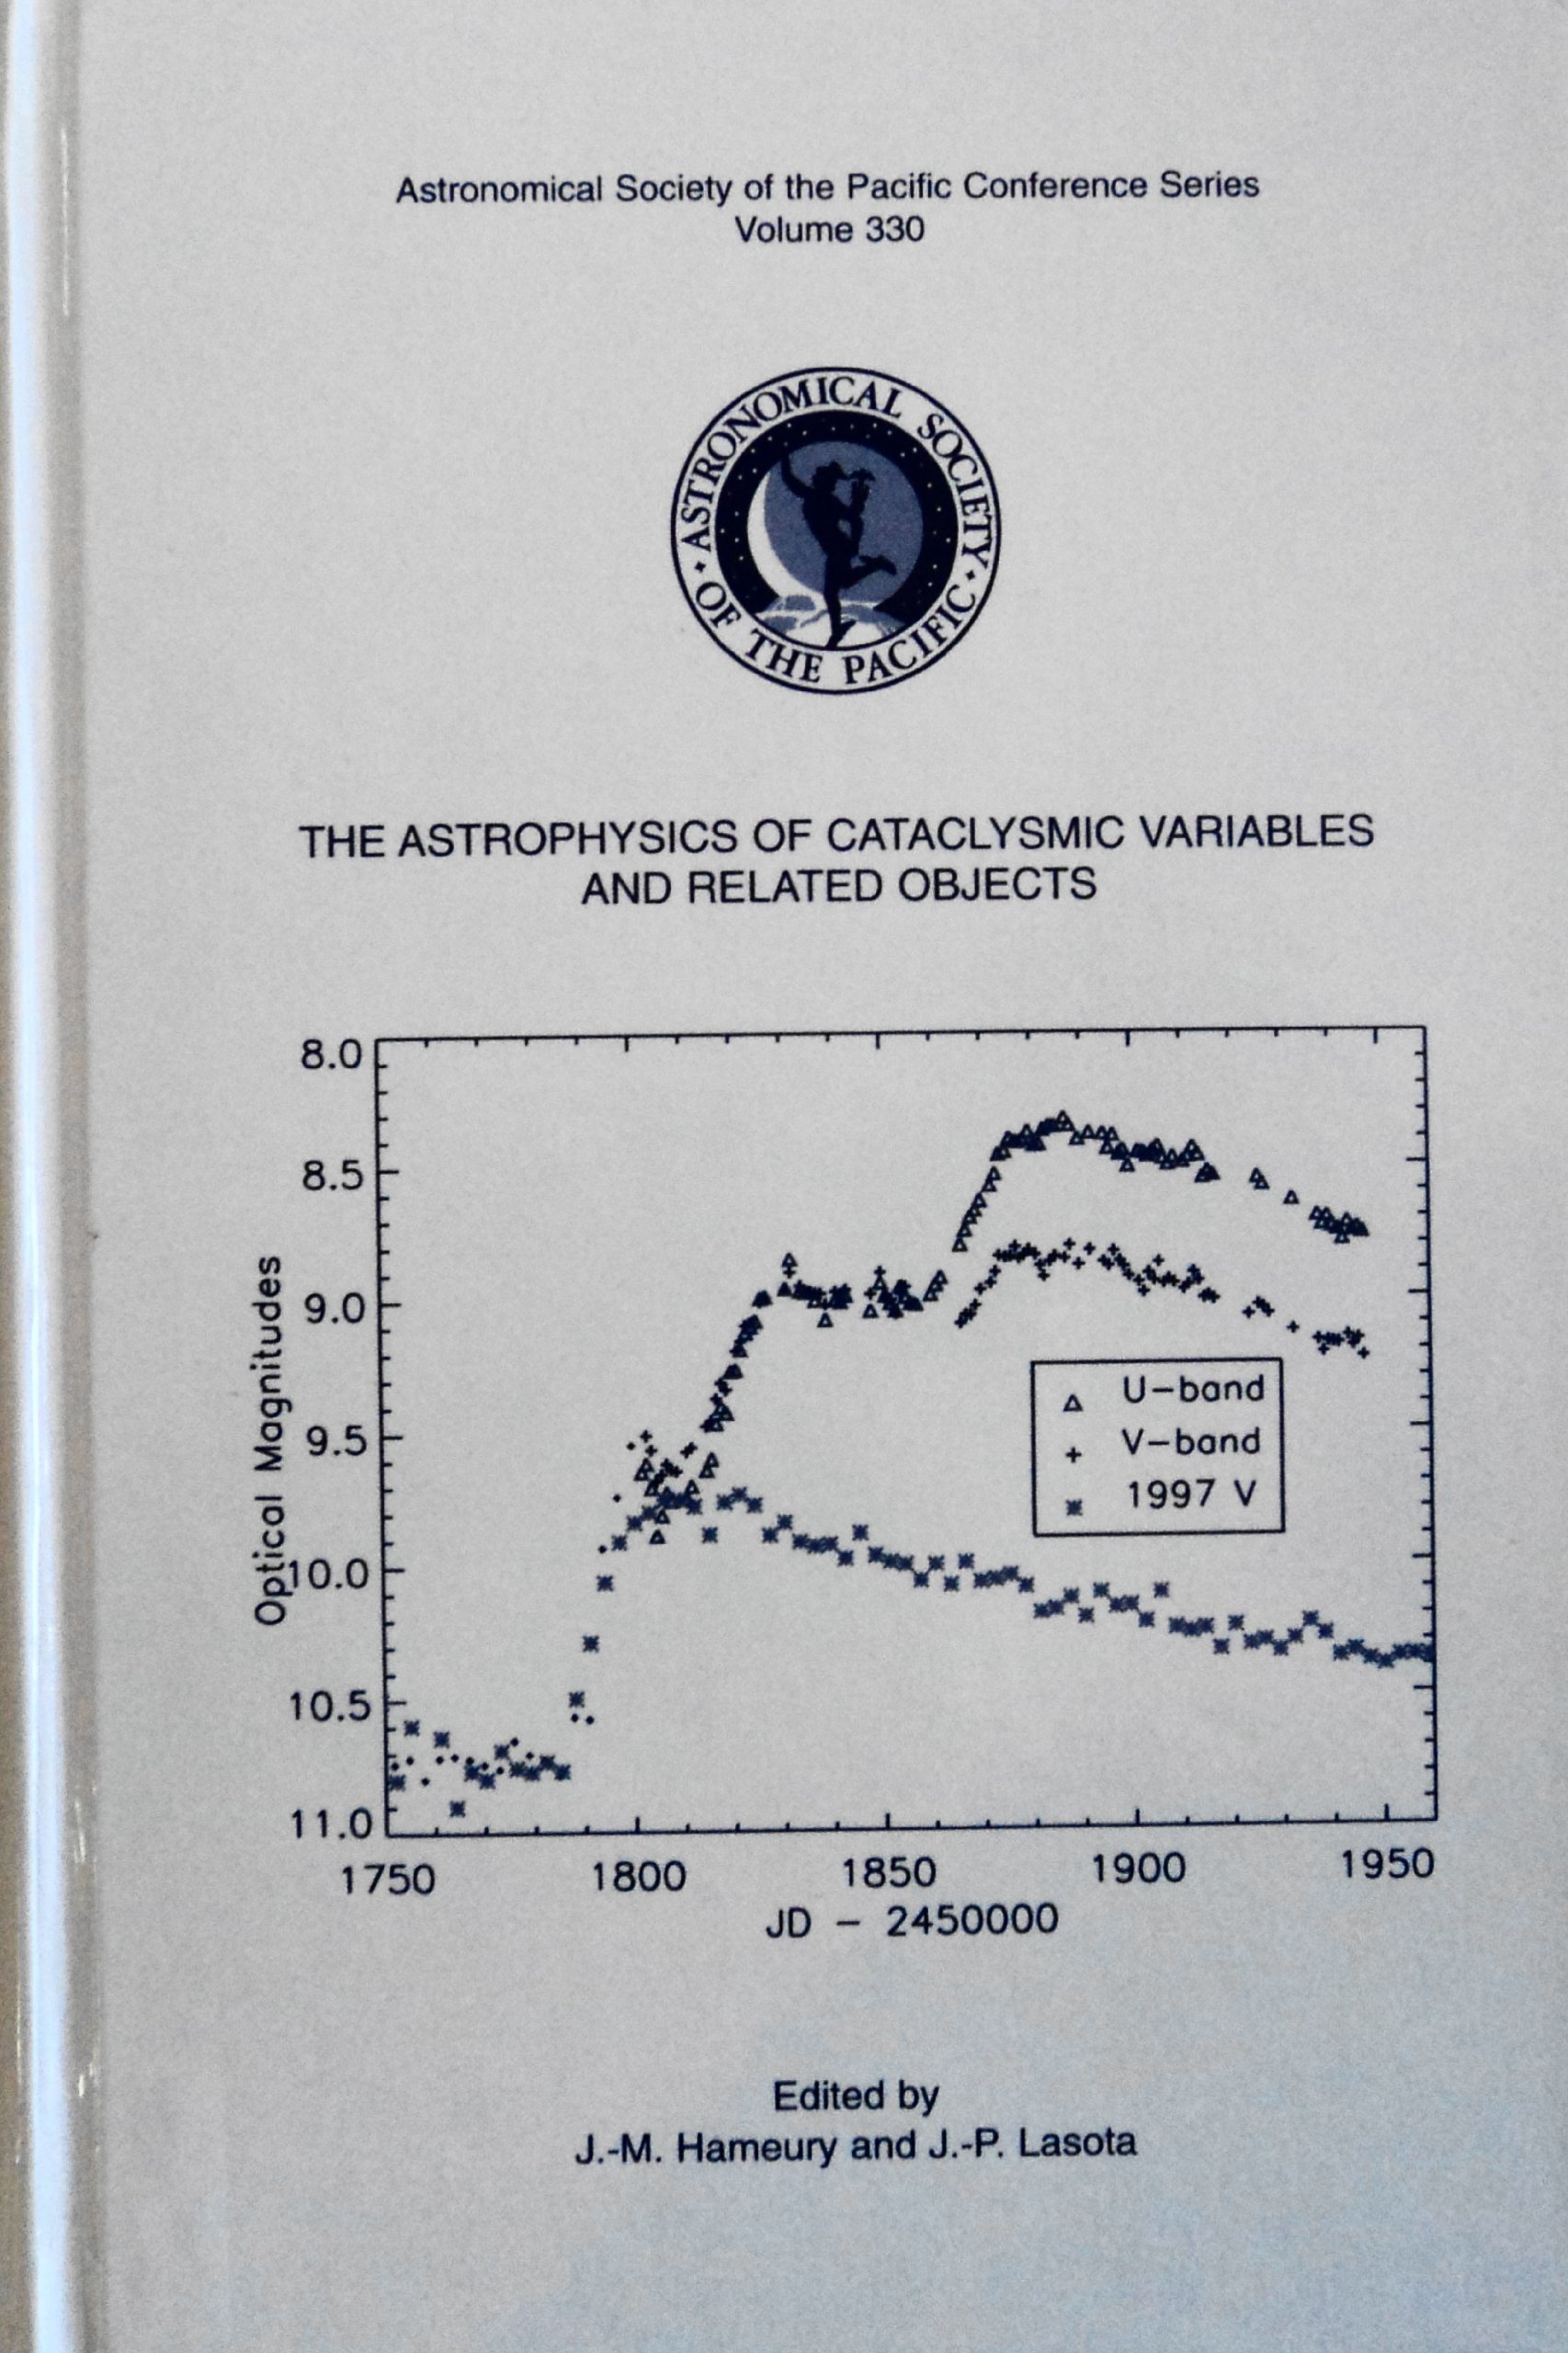 Astronomical Society of the Pacific Conference Series
Volume 330
ASTRONOMICAL SOCIETY
· OF THE PACIFIC ·
THE ASTROPHYSICS OF CATACLYSMIC VARIABLES
AND RELATED OBJECTS
8.0
8.5
9.0
9.5
10.0
10.5
11.0
Optical Magnitudes
U-band
V-band
1997 V
1750 1800 1850 1900 1950
JD - 2450000
Edited by
J.-M. Hameury and J.-P. Lasota